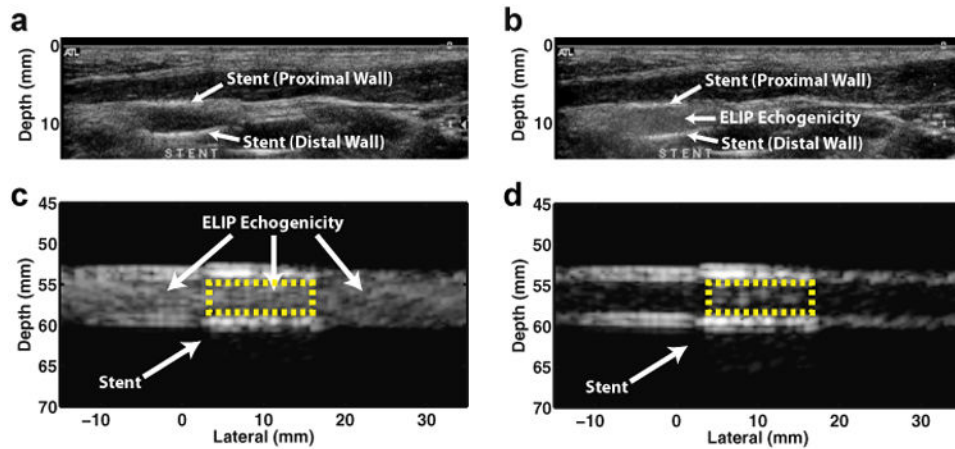 a
b
0
10
Depth (mm)
ATL
Stent (Proximal Wall)
Stent (Distal Wall)
STENT
0
10
Depth (mm)
ATL
Stent (Proximal Wall)
ELIP Echogenicity
Stent (Distal Wall)
STENT
c
d
45
50
55
60
65
70
Depth (mm)
ELIP Echogenicity
Stent
−10 0 10 20 30
Lateral (mm)
45
50
55
60
65
70
Depth (mm)
Stent
−10 0 10 20 30
Lateral (mm)